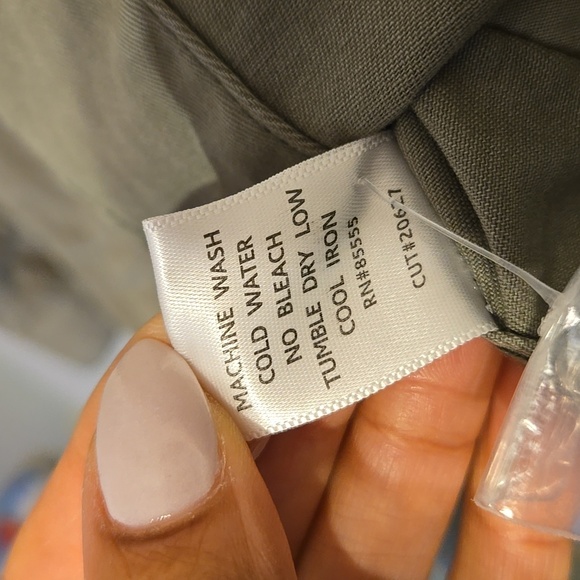 MACHINE WASH
COLD WATER
NO BLEACH
TUMBLE DRY LOW
COOL IRON
RN#85555
CUT#20627